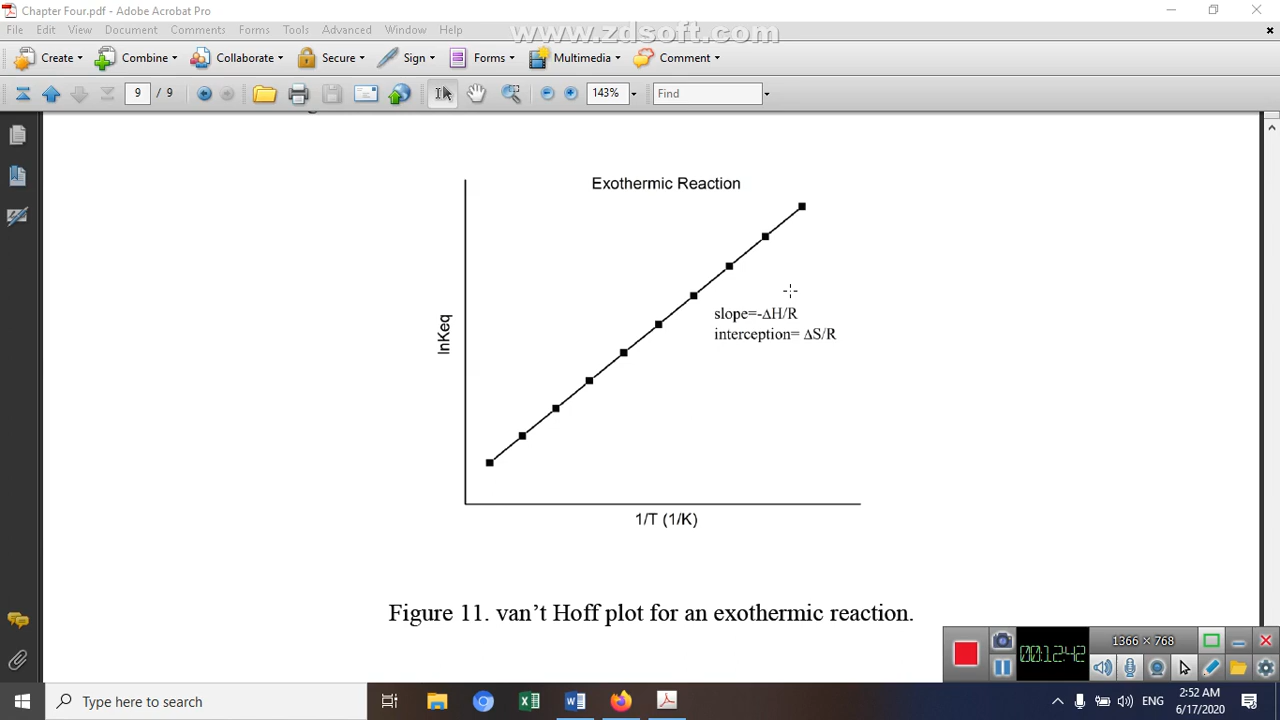 Chapter Four.pdf - Adobe Acrobat Pro
File Edit View Document Comments Forms Tools Advanced Window Help
www.zdsoft.com
Create Combine Collaborate Secure Sign Forms Multimedia Comment
9 / 9 143% Find
Exothermic Reaction
lnKeq
slope=-ΔH/R
interception= ΔS/R
1/T (1/K)
Figure 11. van’t Hoff plot for an exothermic reaction.
1366 × 768
00:12:42
Type here to search
ENG
2:52 AM
6/17/2020